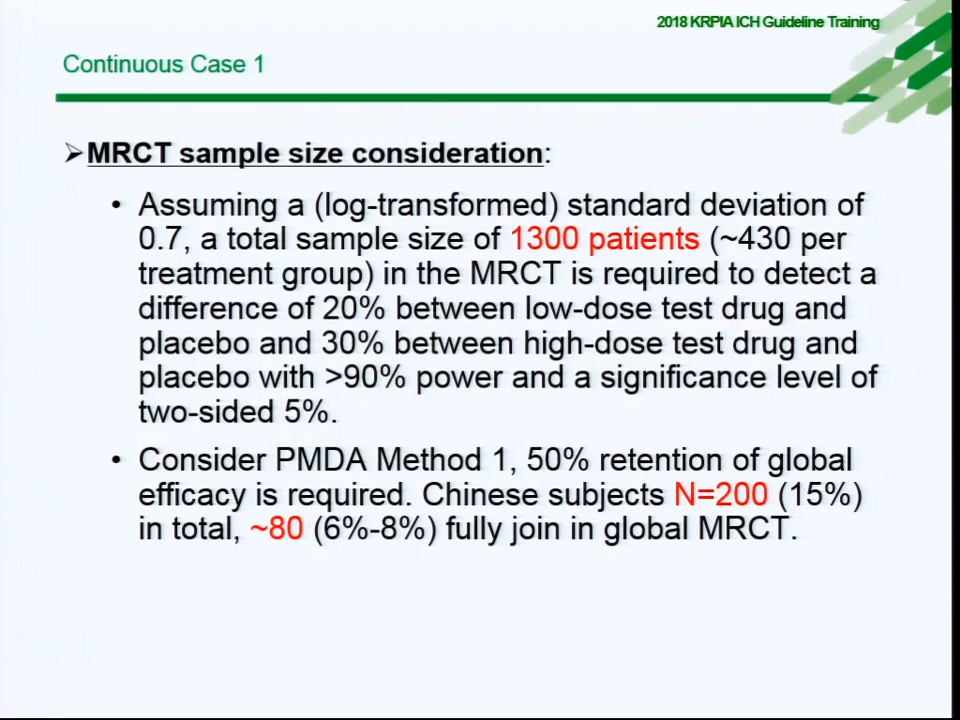 2018 KRPIA ICH Guideline Training
Continuous Case 1
➢MRCT sample size consideration:
• Assuming a (log-transformed) standard deviation of
0.7, a total sample size of 1300 patients (~430 per
treatment group) in the MRCT is required to detect a
difference of 20% between low-dose test drug and
placebo and 30% between high-dose test drug and
placebo with >90% power and a significance level of
two-sided 5%.
• Consider PMDA Method 1, 50% retention of global
efficacy is required. Chinese subjects N=200 (15%)
in total, ~80 (6%-8%) fully join in global MRCT.